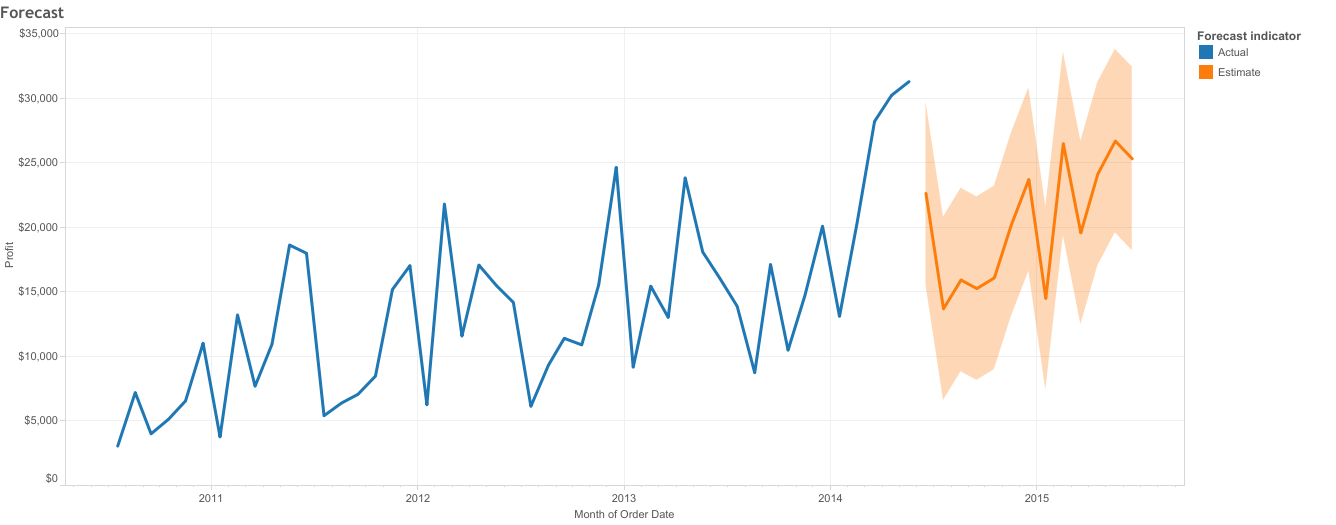 Forecast
$35,000
$30,000
$25,000
$20,000
$15,000
$10,000
$5,000
$0
Profit
2011 2012 2013 2014 2015
Month of Order Date
Forecast indicator
Actual
Estimate